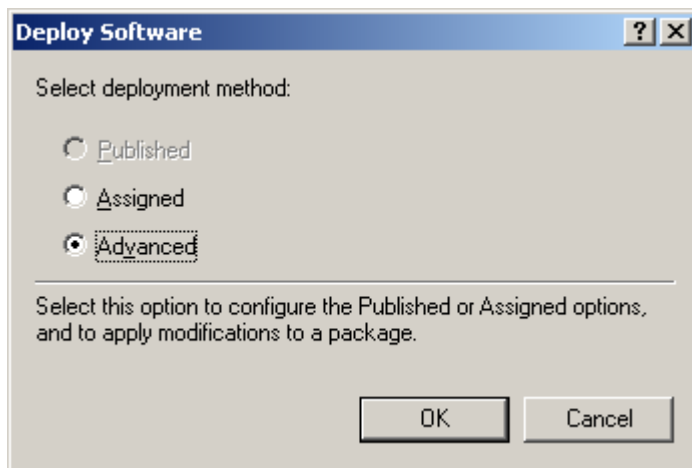 Deploy Software
Select deployment method:
Published
Assigned
Advanced
Select this option to configure the Published or Assigned options,
and to apply modifications to a package.
OK Cancel